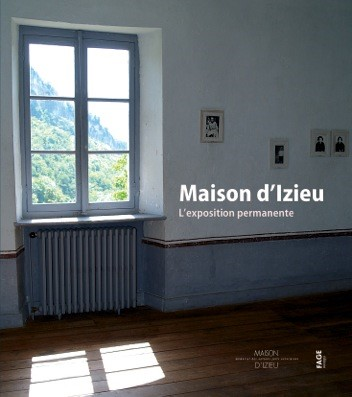 Maison d'Izieu
L'exposition permanente
MAISON
D'IZIEU
FAGE